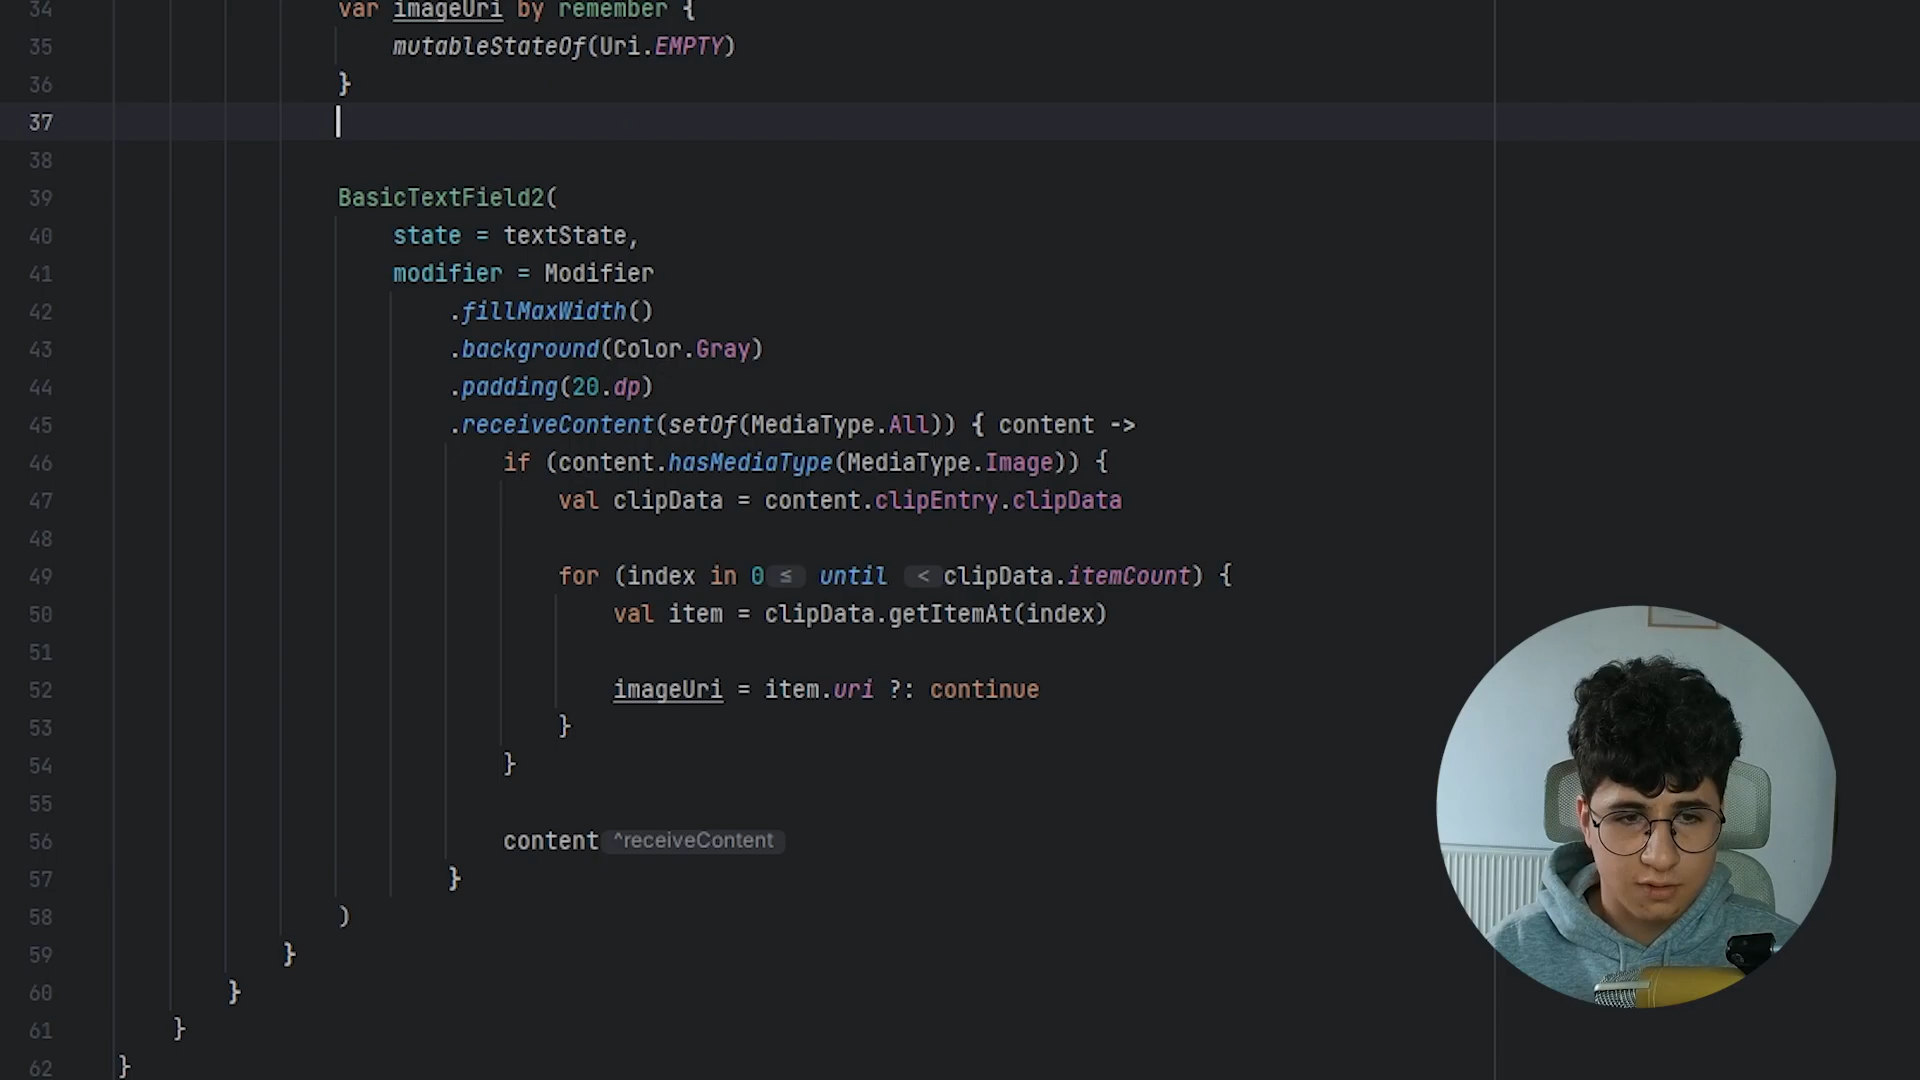 34 var imageUri by remember {
35 mutableStateOf(Uri.EMPTY)
36 }
37
38
39 BasicTextField2(
40 state = textState,
41 modifier = Modifier
42 .fillMaxWidth()
43 .background(Color.Gray)
44 .padding(20.dp)
45 .receiveContent(setOf(MediaType.All)) { content ->
46 if (content.hasMediaType(MediaType.Image)) {
47 val clipData = content.clipEntry.clipData
48
49 for (index in 0 ≤ until < clipData.itemCount) {
50 val item = clipData.getItemAt(index)
51
52 imageUri = item.uri ?: continue
53 }
54 }
55
56 content ^receiveContent
57 }
58 )
59 }
60 }
61 }
62 }